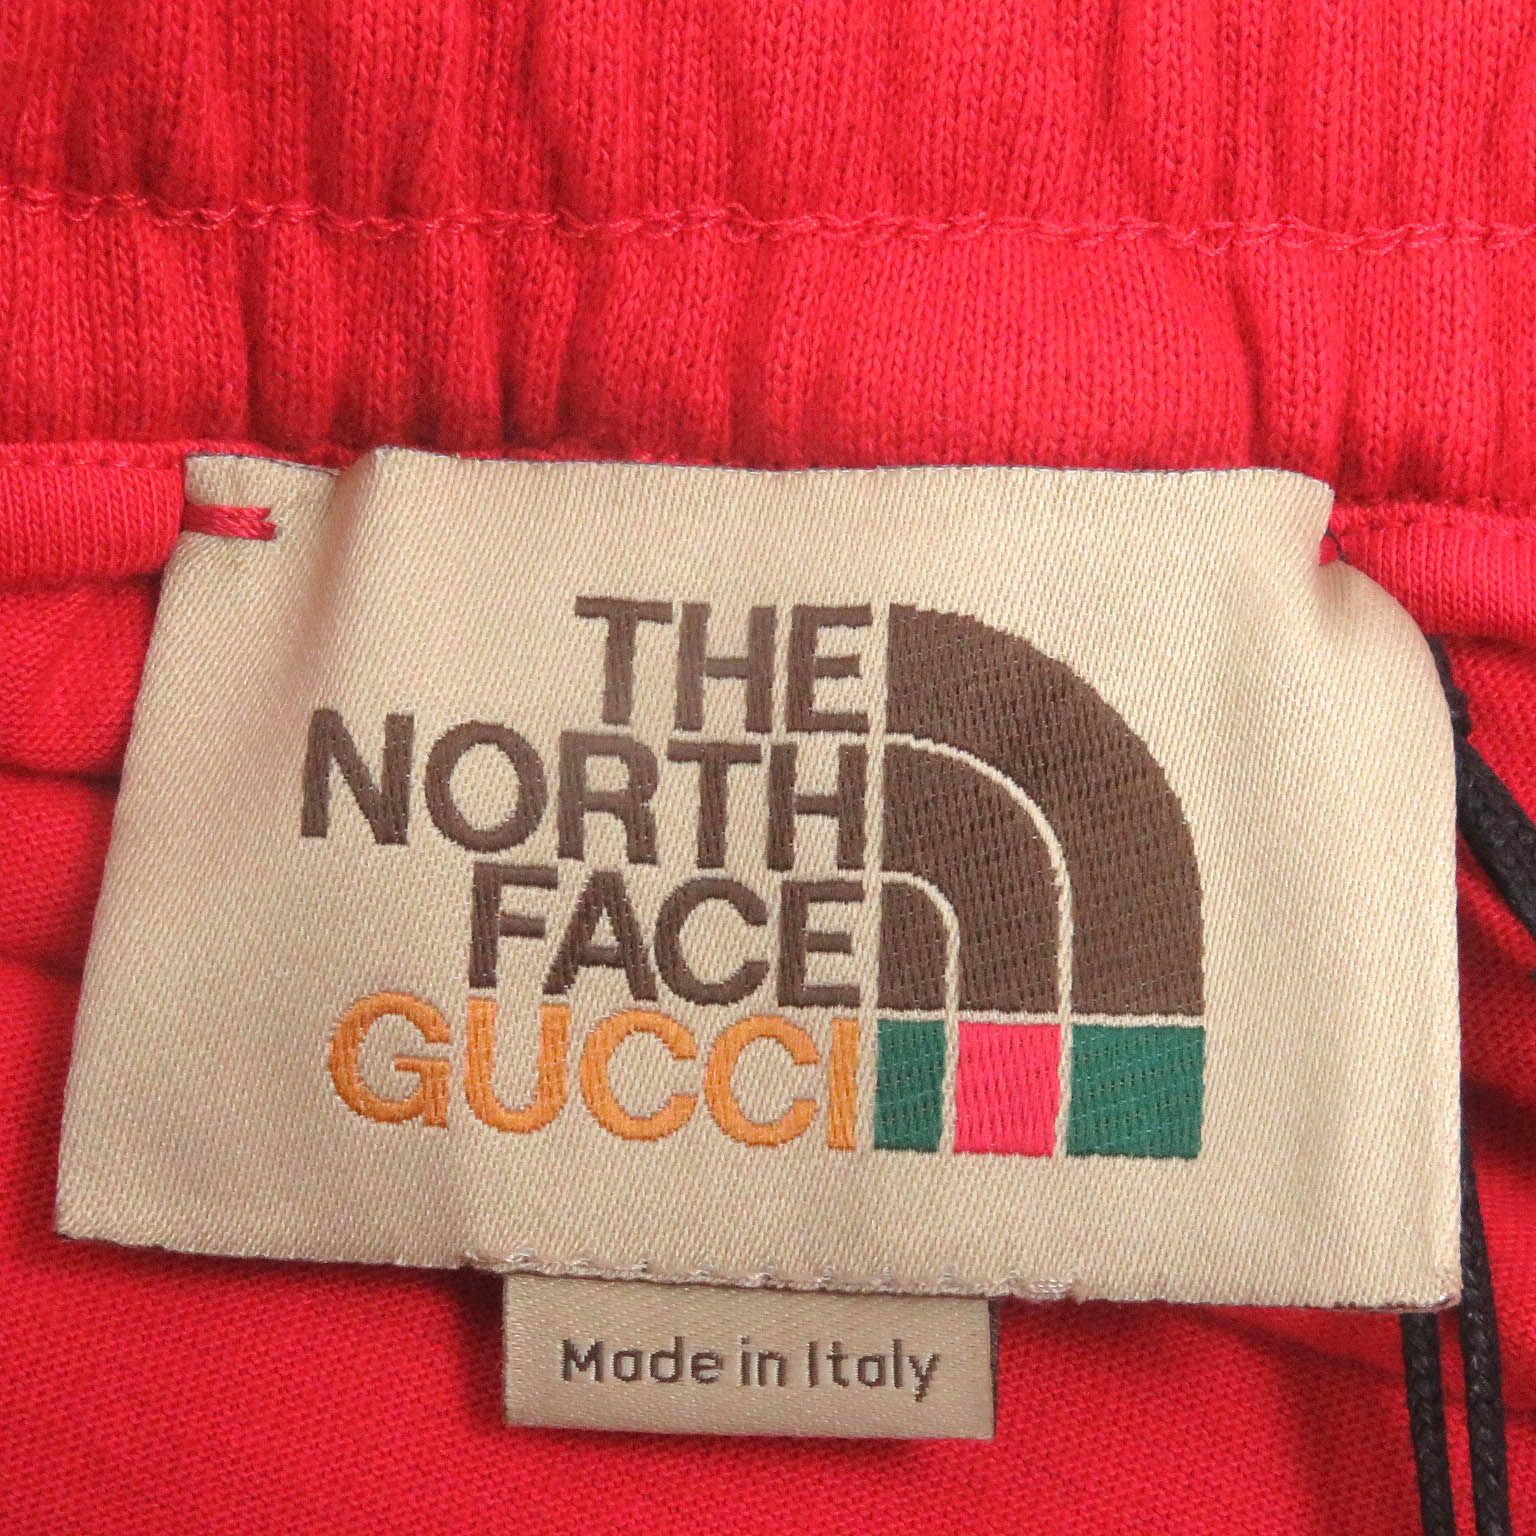 THE
NORTH
FACE
GUCCI
Made in Italy